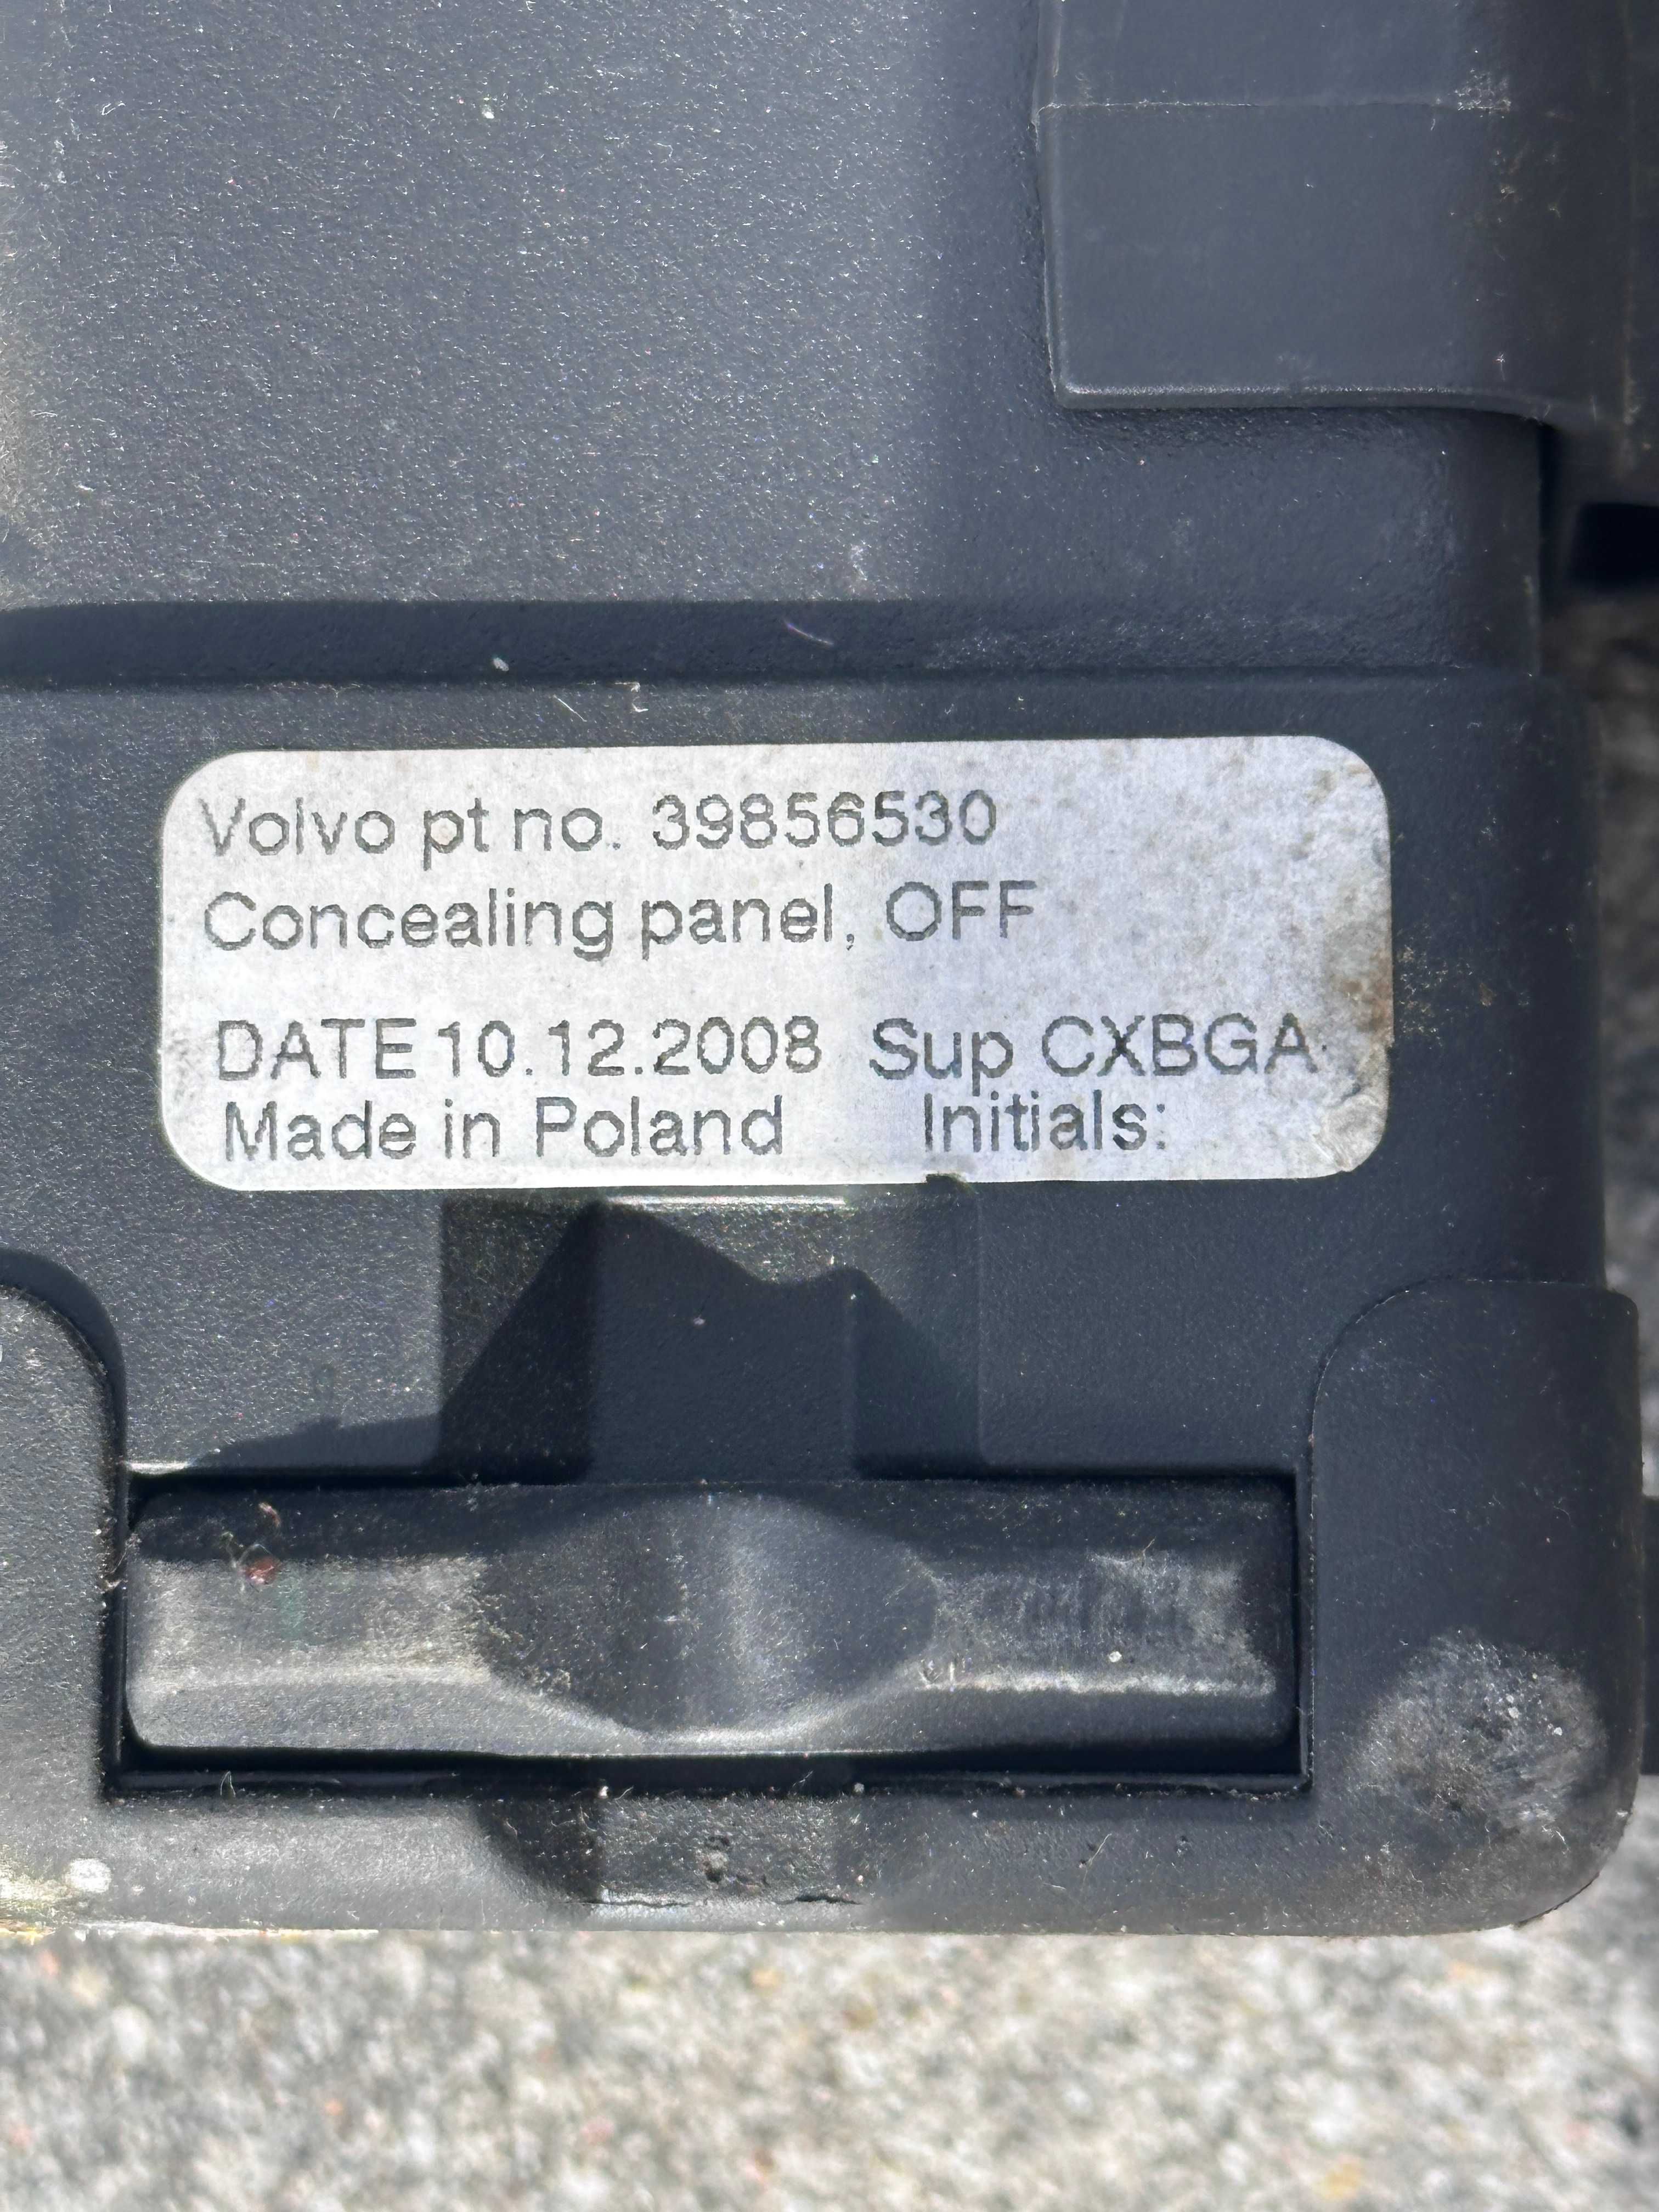 Volvo pt no. 39856530
Concealing panel, OFF
DATE 10.12.2008 Sup CXBGA
Made in Poland Initials: